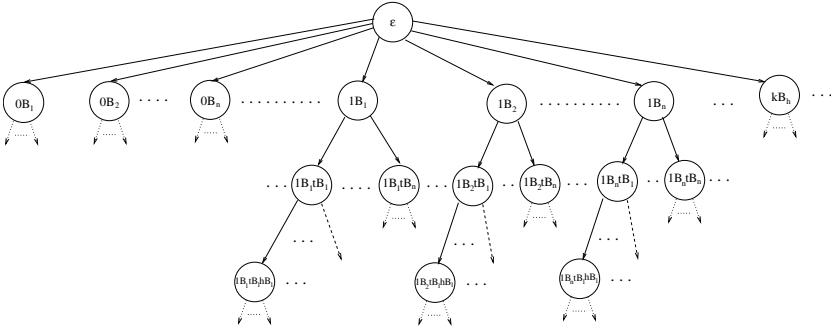 ε
0B₁ 0B₂ .... 0Bₙ .......... 1B₁ 1B₂ .......... 1Bₙ ... kBₕ ...
... 1B₁tB₁ .... 1B₁tBₙ ... 1B₂tB₁ .. 1B₂tBₙ ... 1BₙtB₁ .. 1BₙtBₙ ...
1B₁tB₁hB₁ ... 1B₂tB₁hB₁ ... 1BₙtB₁hB₁ ...